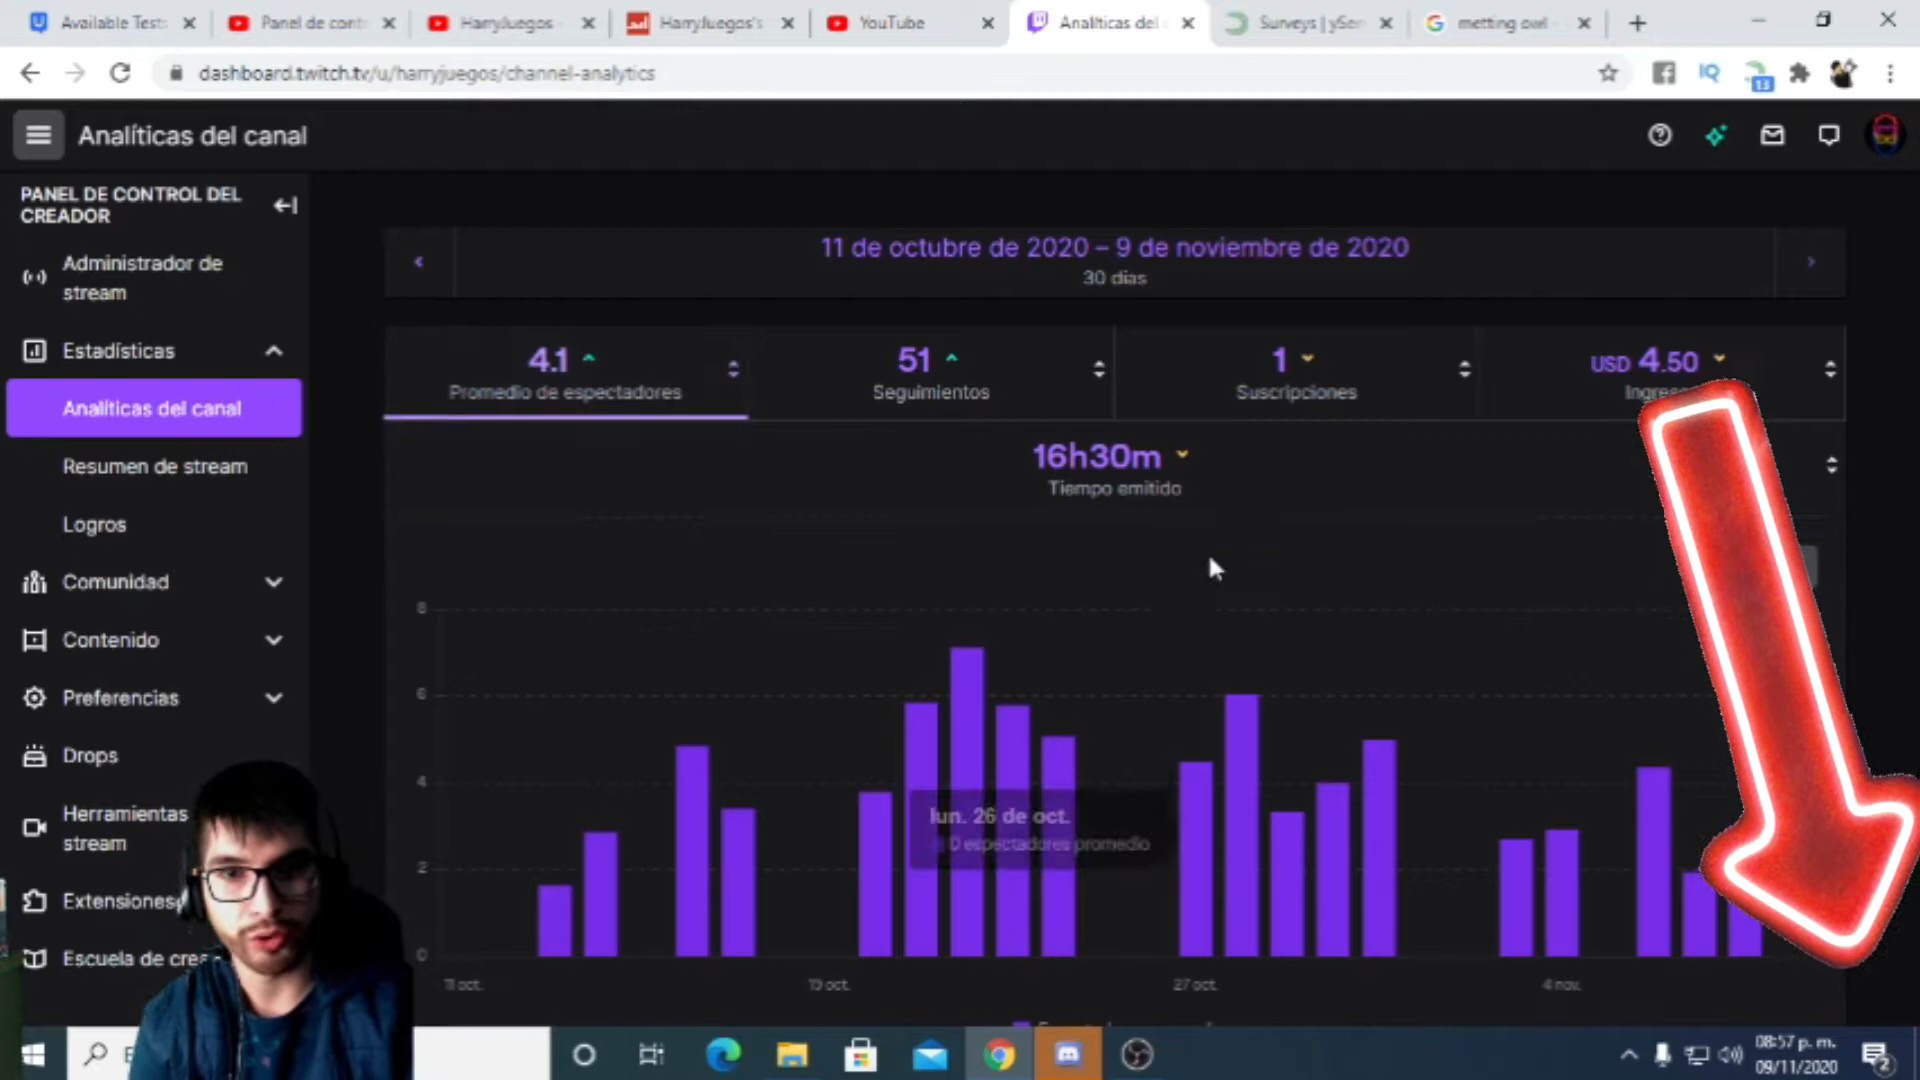 Available Test
Panel de cont
HarryJuegos -
HarryJuegos's
YouTube
Analíticas del
Surveys | ySen
metting owl -
dashboard.twitch.tv/u/harryjuegos/channel-analytics
IQ
13
Analíticas del canal
PANEL DE CONTROL DEL
CREADOR
Administrador de
stream
Estadísticas
Analíticas del canal
Resumen de stream
Logros
Comunidad
Contenido
Preferencias
Drops
Herramientas
stream
Extensiones
Escuela de crea
11 de octubre de 2020 – 9 de noviembre de 2020
30 días
4.1
Promedio de espectadores
51
Seguimientos
1
Suscripciones
USD 4.50
Ingres
16h30m
Tiempo emitido
8
6
4
2
0
lun. 26 de oct.
0 espectadores promedio
11 oct.
19 oct.
27 oct.
4 nov.
08:57 p. m.
09/11/2020
2